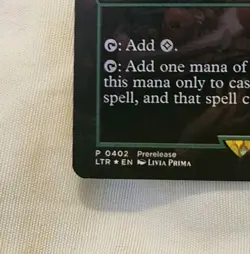 : Add .
: Add one mana of
this mana only to cas
spell, and that spell c
P 0402 Prerelease
LTR ★ EN LIVIA PRIMA